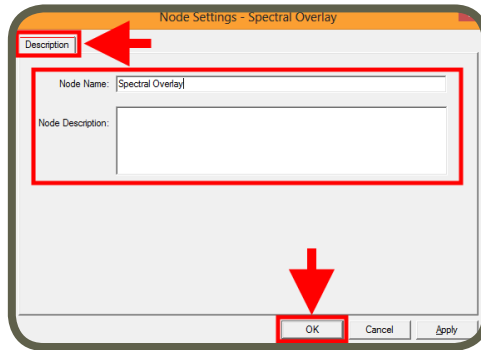 Node Settings - Spectral Overlay
Description
Node Name: Spectral Overlay
Node Description:
OK Cancel Apply